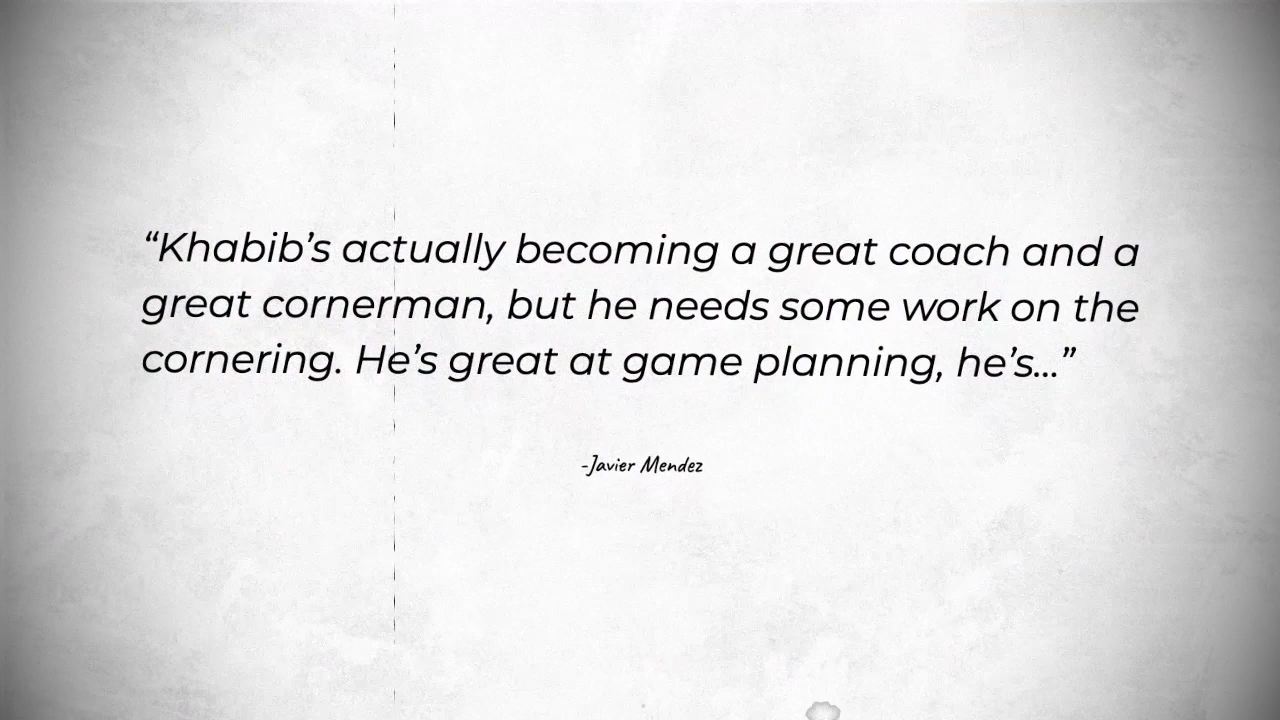 “Khabib’s actually becoming a great coach and a
great cornerman, but he needs some work on the
cornering. He’s great at game planning, he’s...”
-Javier Mendez